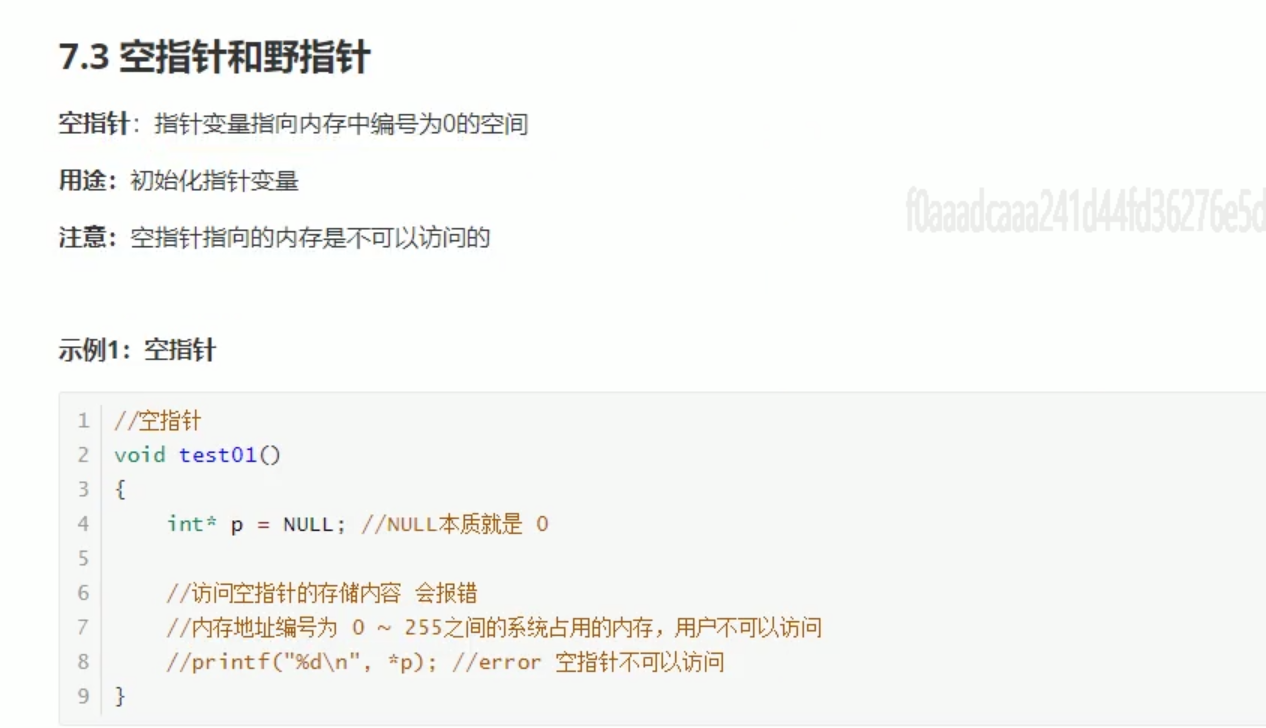 7.3 空指针和野指针
空指针：指针变量指向内存中编号为0的空间
用途：初始化指针变量
f0aaadcaaa241d44fd36276e5d
注意：空指针指向的内存是不可以访问的
示例1：空指针
1 //空指针
2 void test01()
3 {
4 int* p = NULL; //NULL本质就是 0
5
6 //访问空指针的存储内容 会报错
7 //内存地址编号为 0 ~ 255之间的系统占用的内存，用户不可以访问
8 //printf("%d\n", *p); //error 空指针不可以访问
9 }